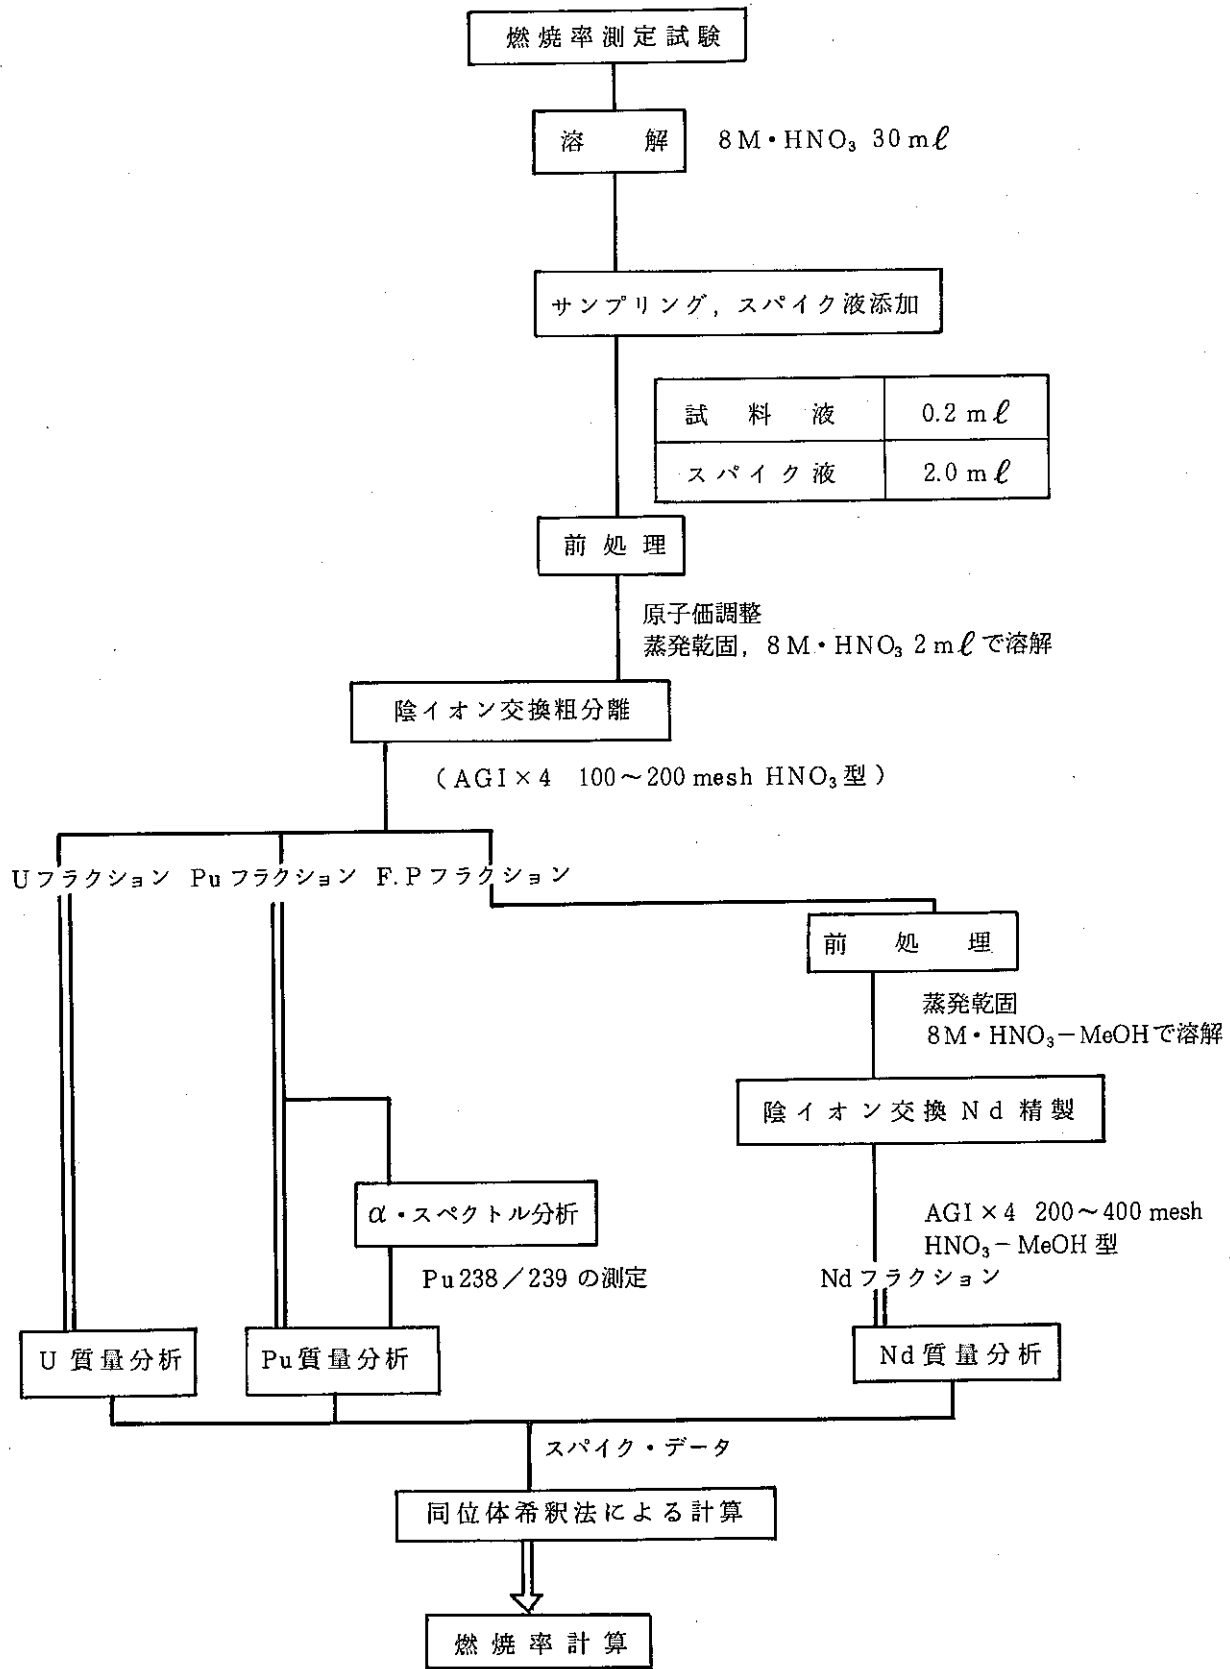 燃焼率測定試験
溶 解 8M・HNO₃ 30mℓ
サンプリング，スパイク液添加
試 料 液 0.2 mℓ
スパイク液 2.0 mℓ
前処理
原子価調整
蒸発乾固，8M・HNO₃ 2mℓで溶解
陰イオン交換粗分離
（AGI×4 100～200 mesh HNO₃型）
Uフラクション Puフラクション F.Pフラクション
前 処 理
蒸発乾固
8M・HNO₃－MeOHで溶解
陰イオン交換Nd精製
α・スペクトル分析
AGI×4 200～400 mesh
HNO₃－MeOH型
Pu238／239の測定
Ndフラクション
U質量分析 Pu質量分析 Nd質量分析
スパイク・データ
同位体希釈法による計算
燃焼率計算